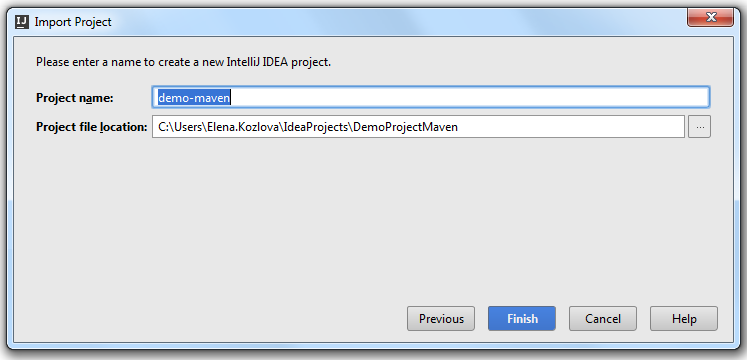 IJ Import Project
Please enter a name to create a new IntelliJ IDEA project.
Project name: demo-maven
Project file location: C:\Users\Elena.Kozlova\IdeaProjects\DemoProjectMaven ...
Previous Finish Cancel Help